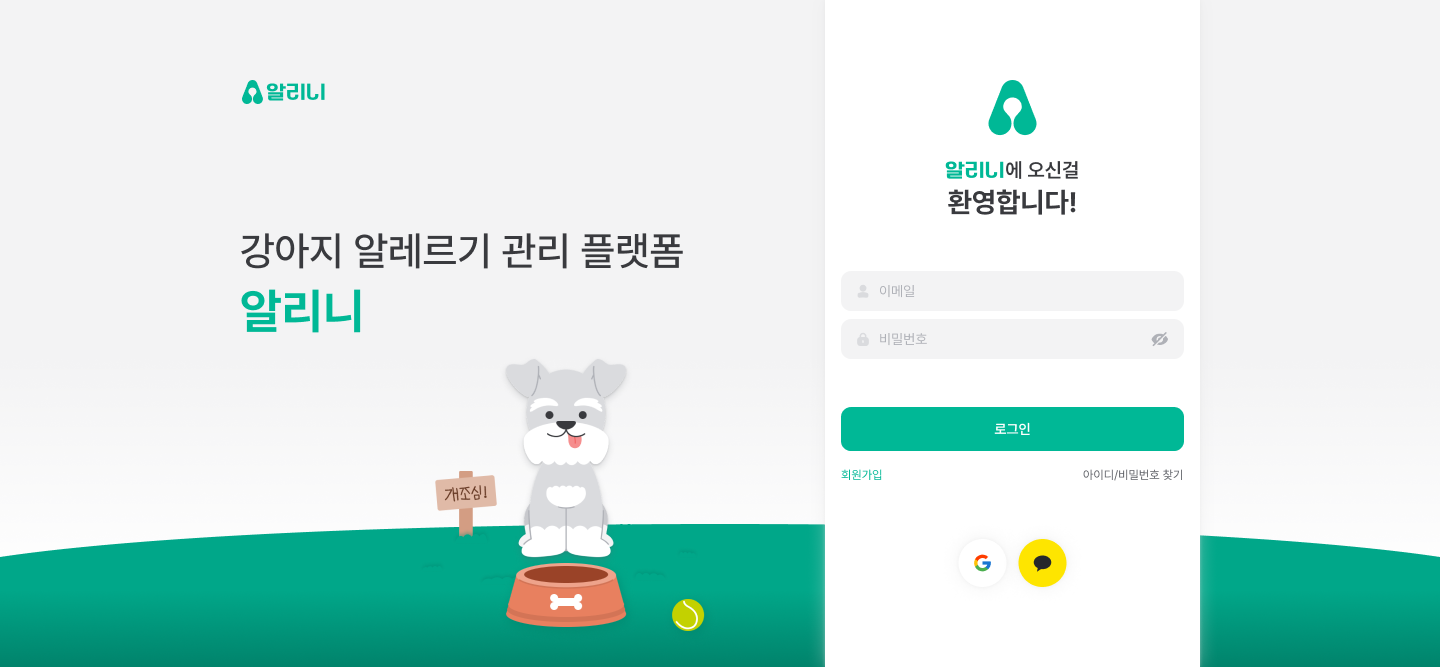 알리니
강아지 알레르기 관리 플랫폼
알리니
개조심!
알리니에 오신걸
환영합니다!
이메일
비밀번호
로그인
회원가입
아이디/비밀번호 찾기